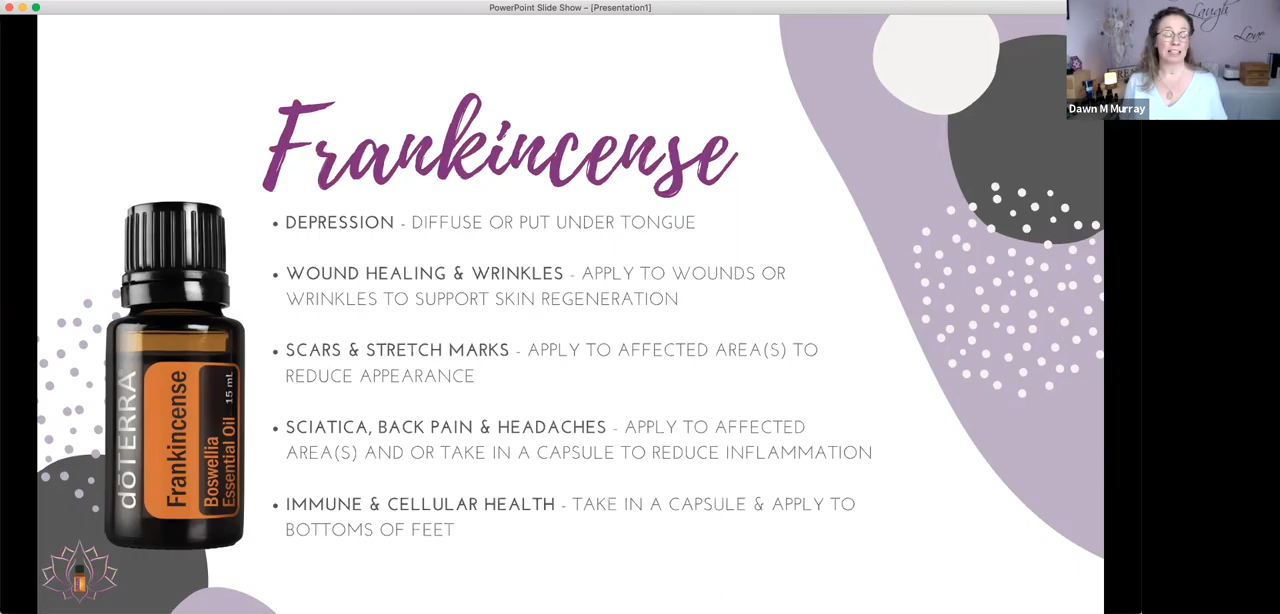 PowerPoint Slide Show – [Presentation1]
Laugh
Love
Dawn M Murray
Frankincense
• DEPRESSION - DIFFUSE OR PUT UNDER TONGUE
• WOUND HEALING & WRINKLES - APPLY TO WOUNDS OR
WRINKLES TO SUPPORT SKIN REGENERATION
• SCARS & STRETCH MARKS - APPLY TO AFFECTED AREA(S) TO
REDUCE APPEARANCE
• SCIATICA, BACK PAIN & HEADACHES - APPLY TO AFFECTED
AREA(S) AND OR TAKE IN A CAPSULE TO REDUCE INFLAMMATION
• IMMUNE & CELLULAR HEALTH - TAKE IN A CAPSULE & APPLY TO
BOTTOMS OF FEET
dōTERRA
Frankincense
Boswellia
Essential Oil 15 mL